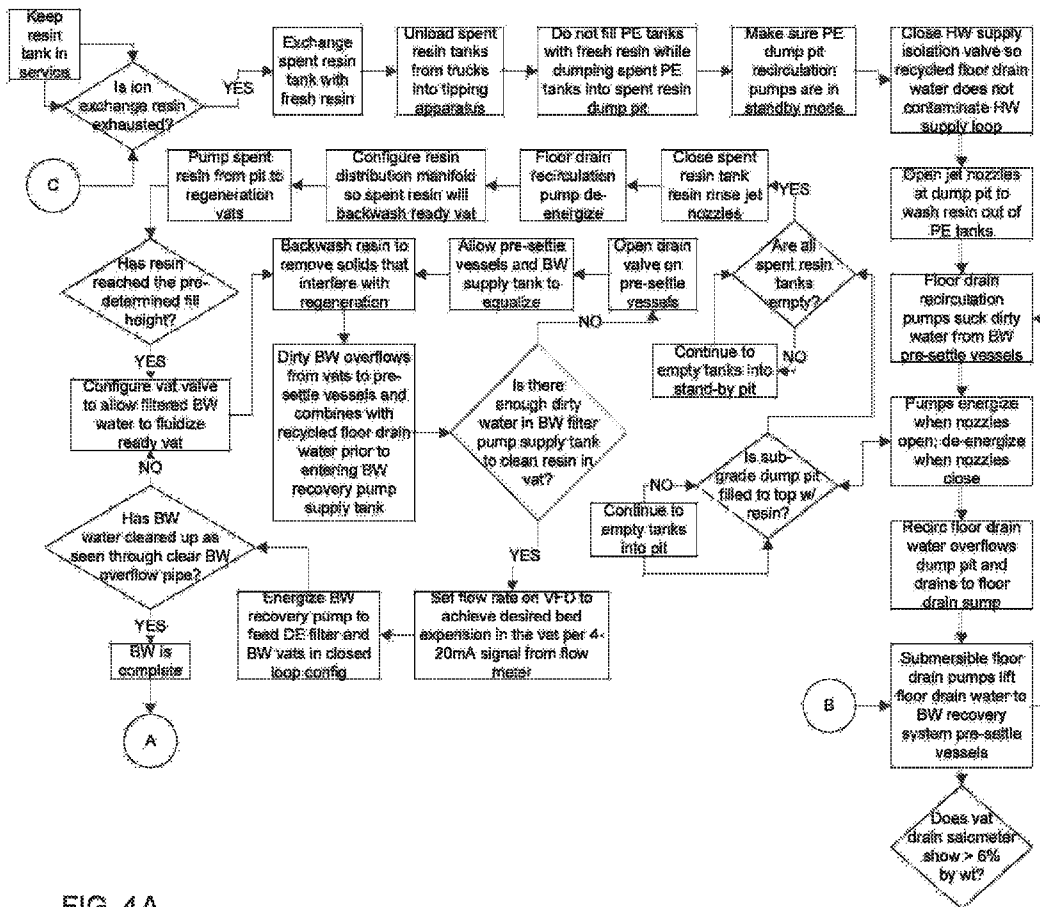 Keep
resin
tank in
service
Is ion
exchange resin
exhausted?
YES
Exchange
spent resin
tank with
fresh resin
Unload spent
resin tanks
from trucks
into tipping
apparatus
Do not fill PE tanks
with fresh resin while
dumping spent PE
tanks into spent resin
dump pit
Make sure PE
dump pit
recirculation
pumps are in
standby mode
Close HW supply
isolation valve so
recycled floor drain
water does not
contaminate HW
supply loop
C
Pump spent
resin from pit to
regeneration
vats
Configure resin
distribution manifold
so spent resin will
backwash ready vat
Floor drain
recirculation
pump de-
energize
Close spent
resin tank
resin rinse jet
nozzles
YES
Open jet nozzles
at dump pit to
wash resin out of
PE tanks
Has resin
reached the pre-
determined fill
height?
Backwash resin to
remove solids that
interfere with
regeneration
Allow pre-settle
vessels and BW
supply tank to
equalize
Open drain
valve on
pre-settle
vessels
Are all
spent resin
tanks
empty?
Floor drain
recirculation
pumps suck dirty
water from BW
pre-settle vessels
NO
NO
YES
Continue to
empty tanks into
stand-by pit
Configure vat valve
to allow filtered BW
water to fluidize
ready vat
Dirty BW overflows
from vats to pre-
settle vessels and
combines with
recycled floor drain
water prior to
entering BW
recovery pump
supply tank
Is there
enough dirty
water in BW filter
pump supply tank
to clean resin in
vat?
Pumps energize
when nozzles
open; de-energize
when nozzles
close
Is sub-
grade dump pit
filled to top w/
resin?
NO
NO
Continue to
empty tanks
into pit
Has BW
water cleared up as
seen through clear BW
overflow pipe?
YES
Recirc floor drain
water overflows
dump pit and
drains to floor
drain sump
Energize BW
recovery pump to
feed DE filter and
BW vats in closed
loop config
Set flow rate on VFD to
achieve desired bed
expansion in the vat per 4-
20mA signal from flow
meter
YES
BW is
complete
A
B
Submersible floor
drain pumps lift
floor drain water to
BW recovery
system pre-settle
vessels
Does vat
drain salometer
show > 6%
by wt?
FIG. 4A